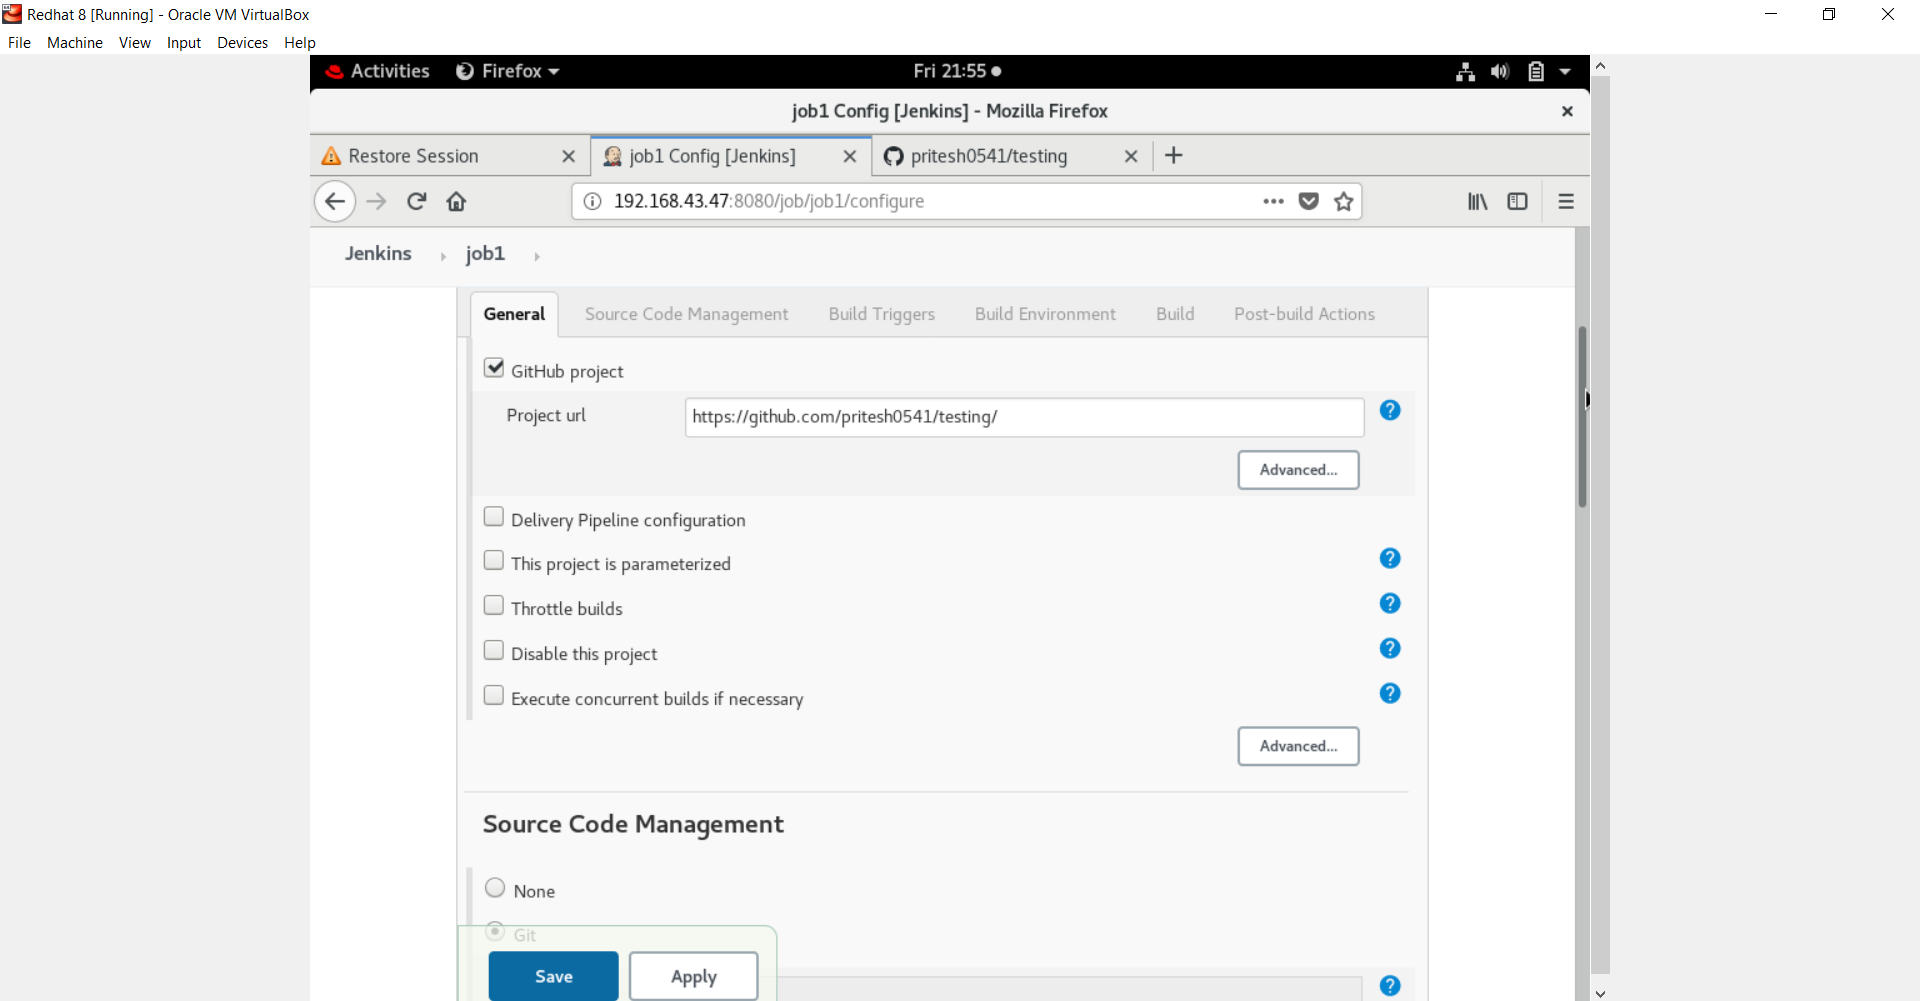 Redhat 8 [Running] - Oracle VM VirtualBox
File Machine View Input Devices Help
Activities Firefox Fri 21:55
job1 Config [Jenkins] - Mozilla Firefox
Restore Session job1 Config [Jenkins] pritesh0541/testing
192.168.43.47:8080/job/job1/configure
Jenkins job1
General Source Code Management Build Triggers Build Environment Build Post-build Actions
GitHub project
Project url https://github.com/pritesh0541/testing/
Advanced...
Delivery Pipeline configuration
This project is parameterized
Throttle builds
Disable this project
Execute concurrent builds if necessary
Advanced...
Source Code Management
None
Git
Save Apply